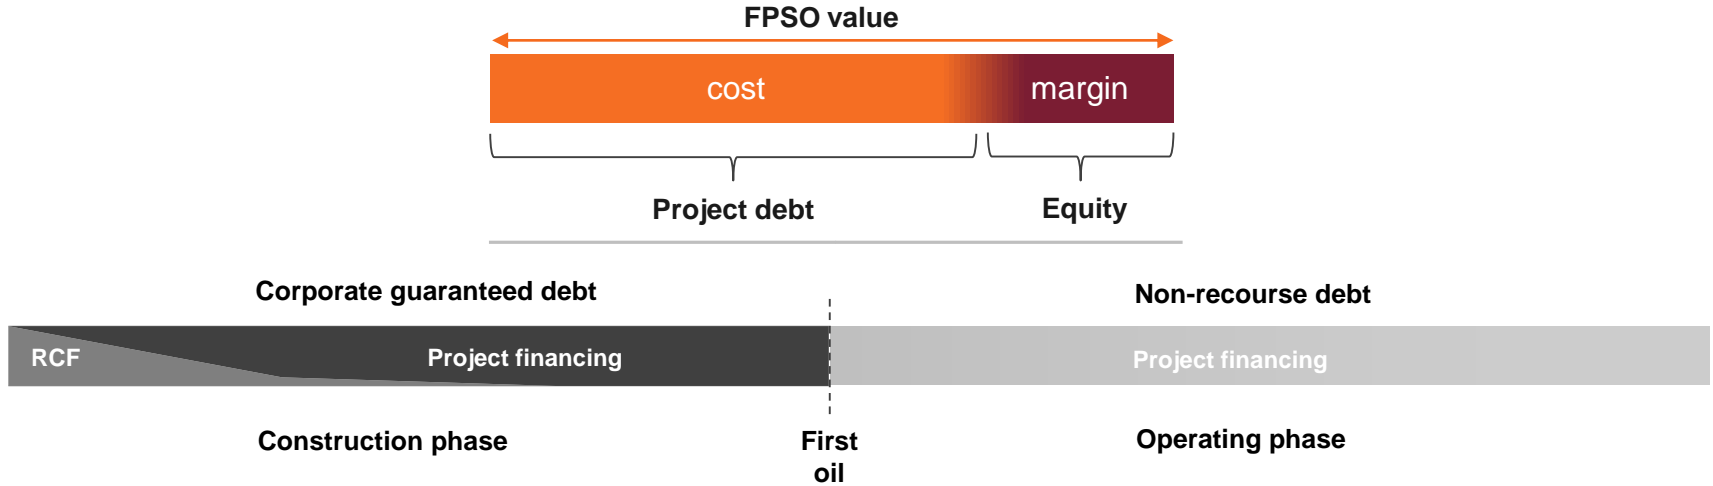 FPSO value
cost
margin
Project debt
Equity
Corporate guaranteed debt
Non-recourse debt
RCF
Project financing
Project financing
Construction phase
First
oil
Operating phase